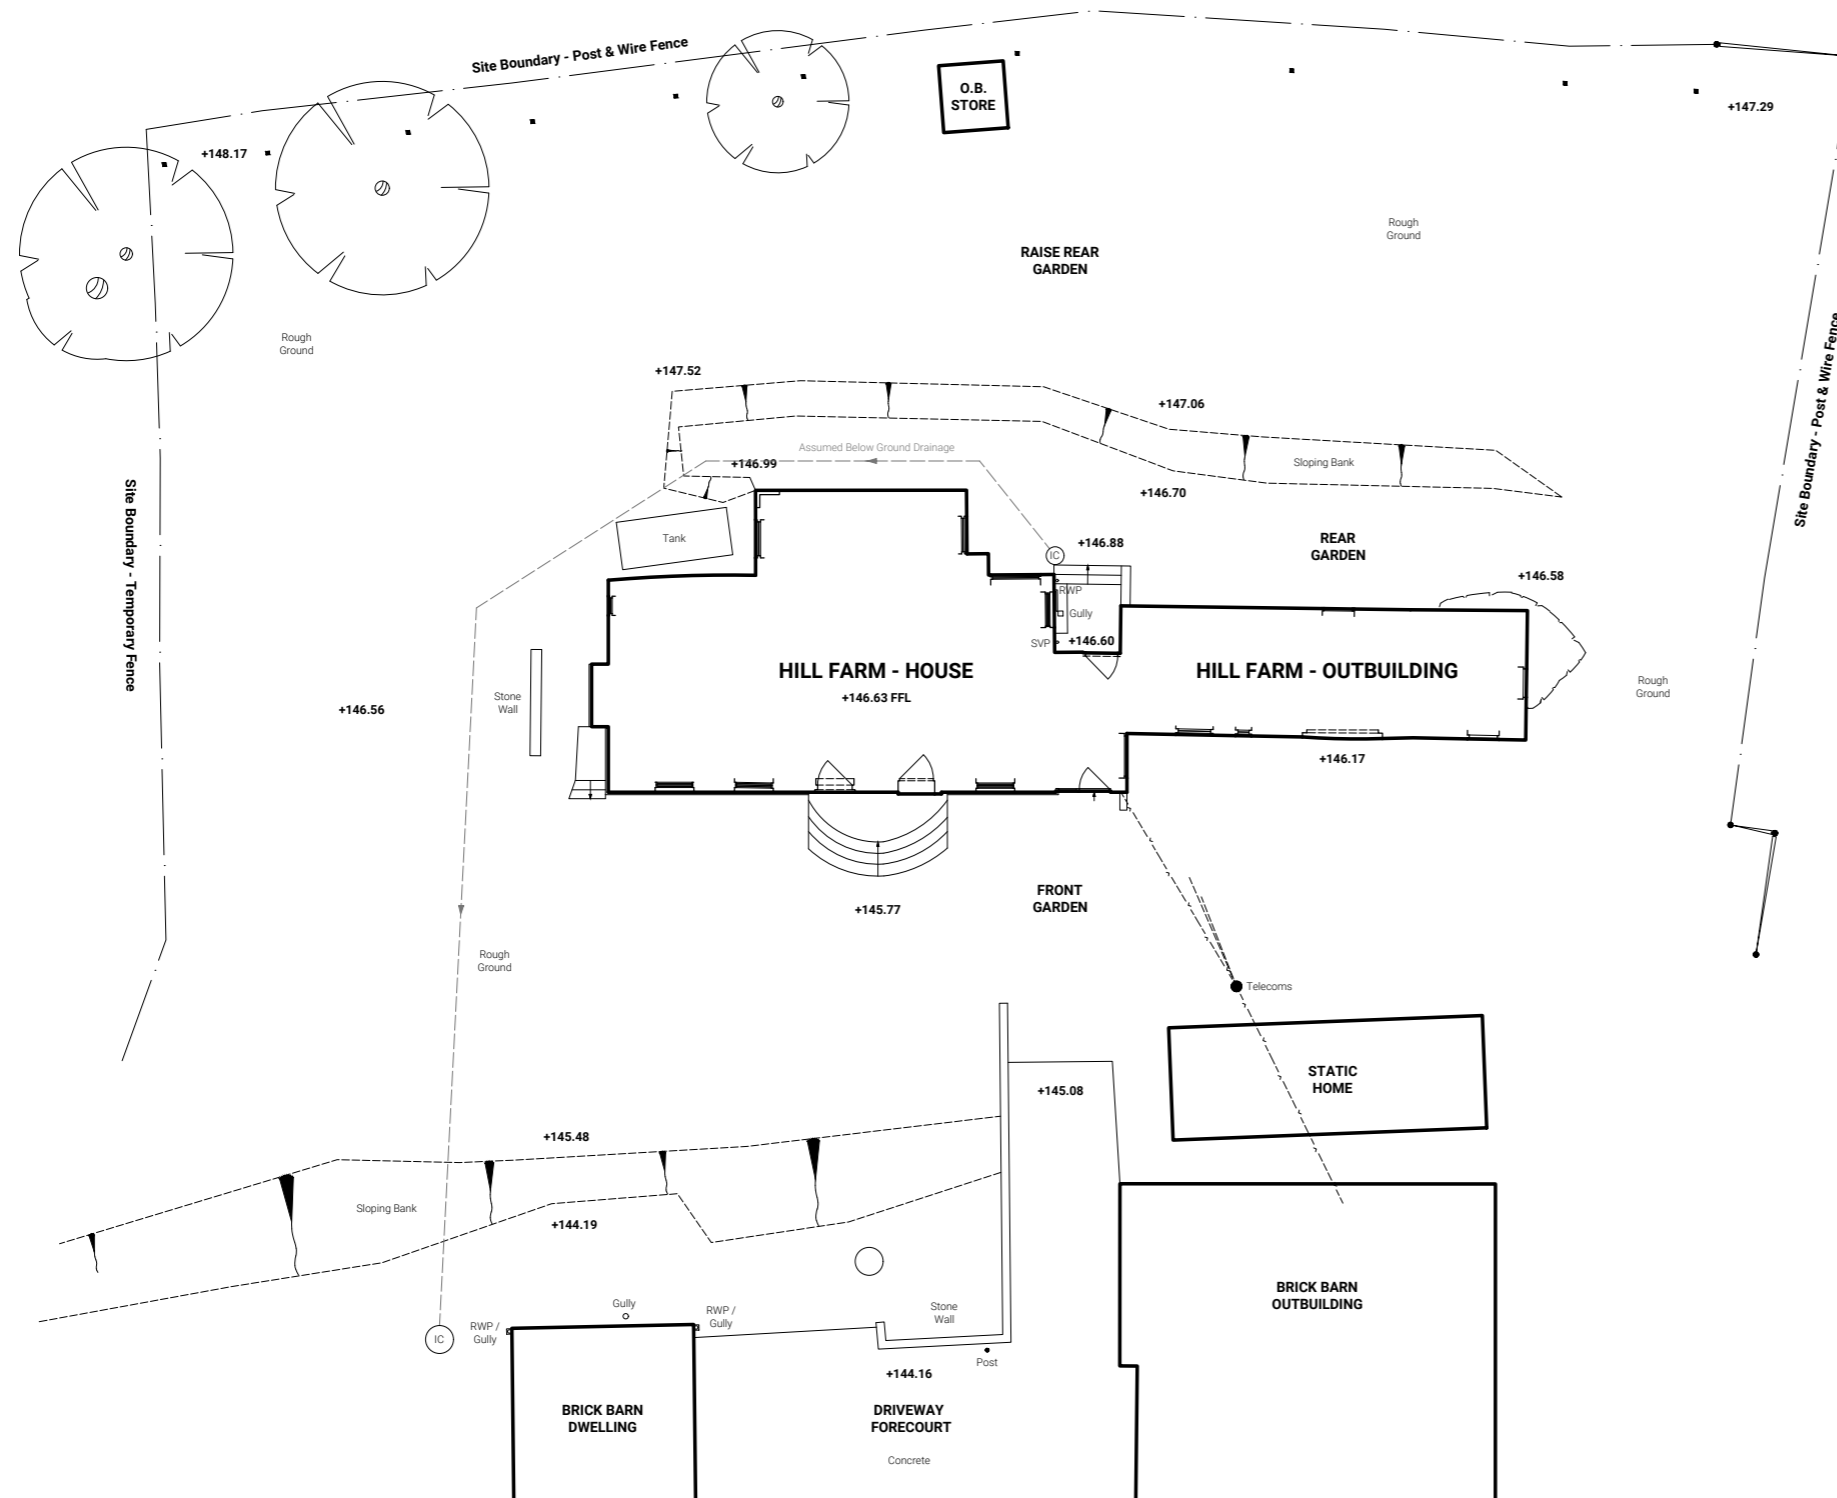 Site Boundary - Post & Wire Fence
O.B.
STORE
+147.29
+148.17
Rough
Ground
RAISE REAR
GARDEN
Rough
Ground
Site Boundary - Post & Wire Fence
+147.52
+147.06
Assumed Below Ground Drainage
+146.99
Sloping Bank
+146.70
Site Boundary - Temporary Fence
Tank
IC
+146.88
REAR
GARDEN
+146.58
RWP
Gully
SVP
+146.60
HILL FARM - HOUSE
+146.63 FFL
HILL FARM - OUTBUILDING
Rough
Ground
Stone
Wall
+146.56
+146.17
FRONT
GARDEN
+145.77
Rough
Ground
Telecoms
STATIC
HOME
+145.08
+145.48
Sloping Bank
+144.19
BRICK BARN
OUTBUILDING
Gully
RWP /
Gully
RWP /
Gully
Stone
Wall
IC
Post
+144.16
BRICK BARN
DWELLING
DRIVEWAY
FORECOURT
Concrete